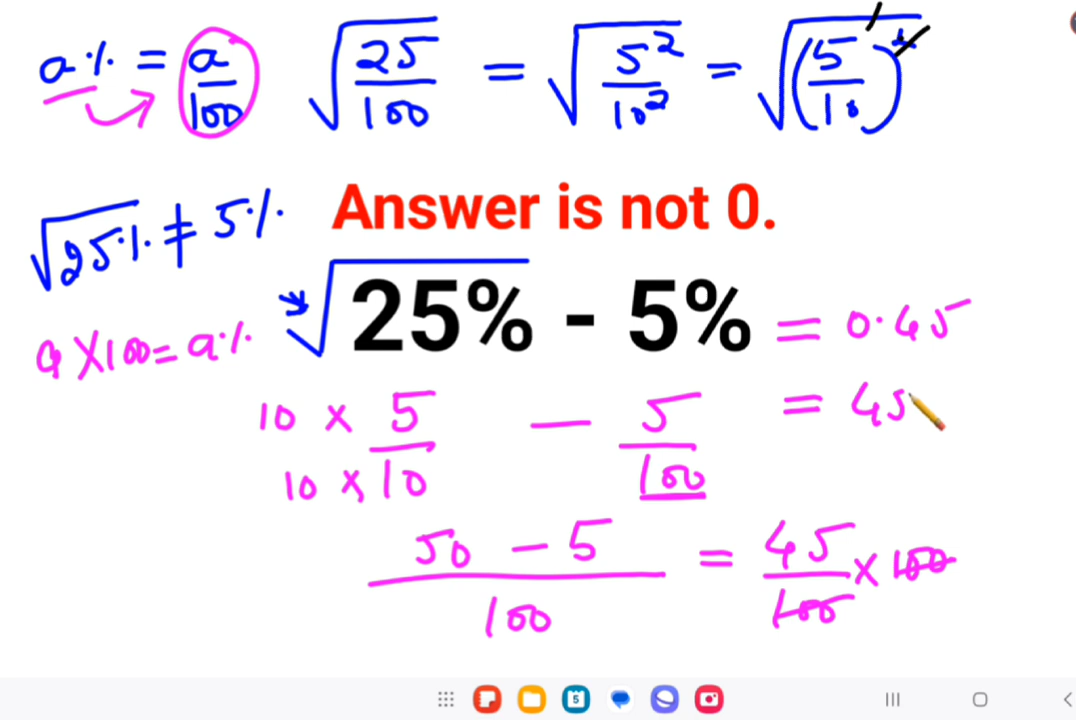 a% = a/100 √(25/100) = √(5²/10²) = √((5/10)²)
√25% ≠ 5% Answer is not 0.
√25% - 5% = 0.45
a × 100 = a%
10 × 5 / 10 × 10 — 5/100 = 45
(50 - 5)/100 = 45/100 × 100